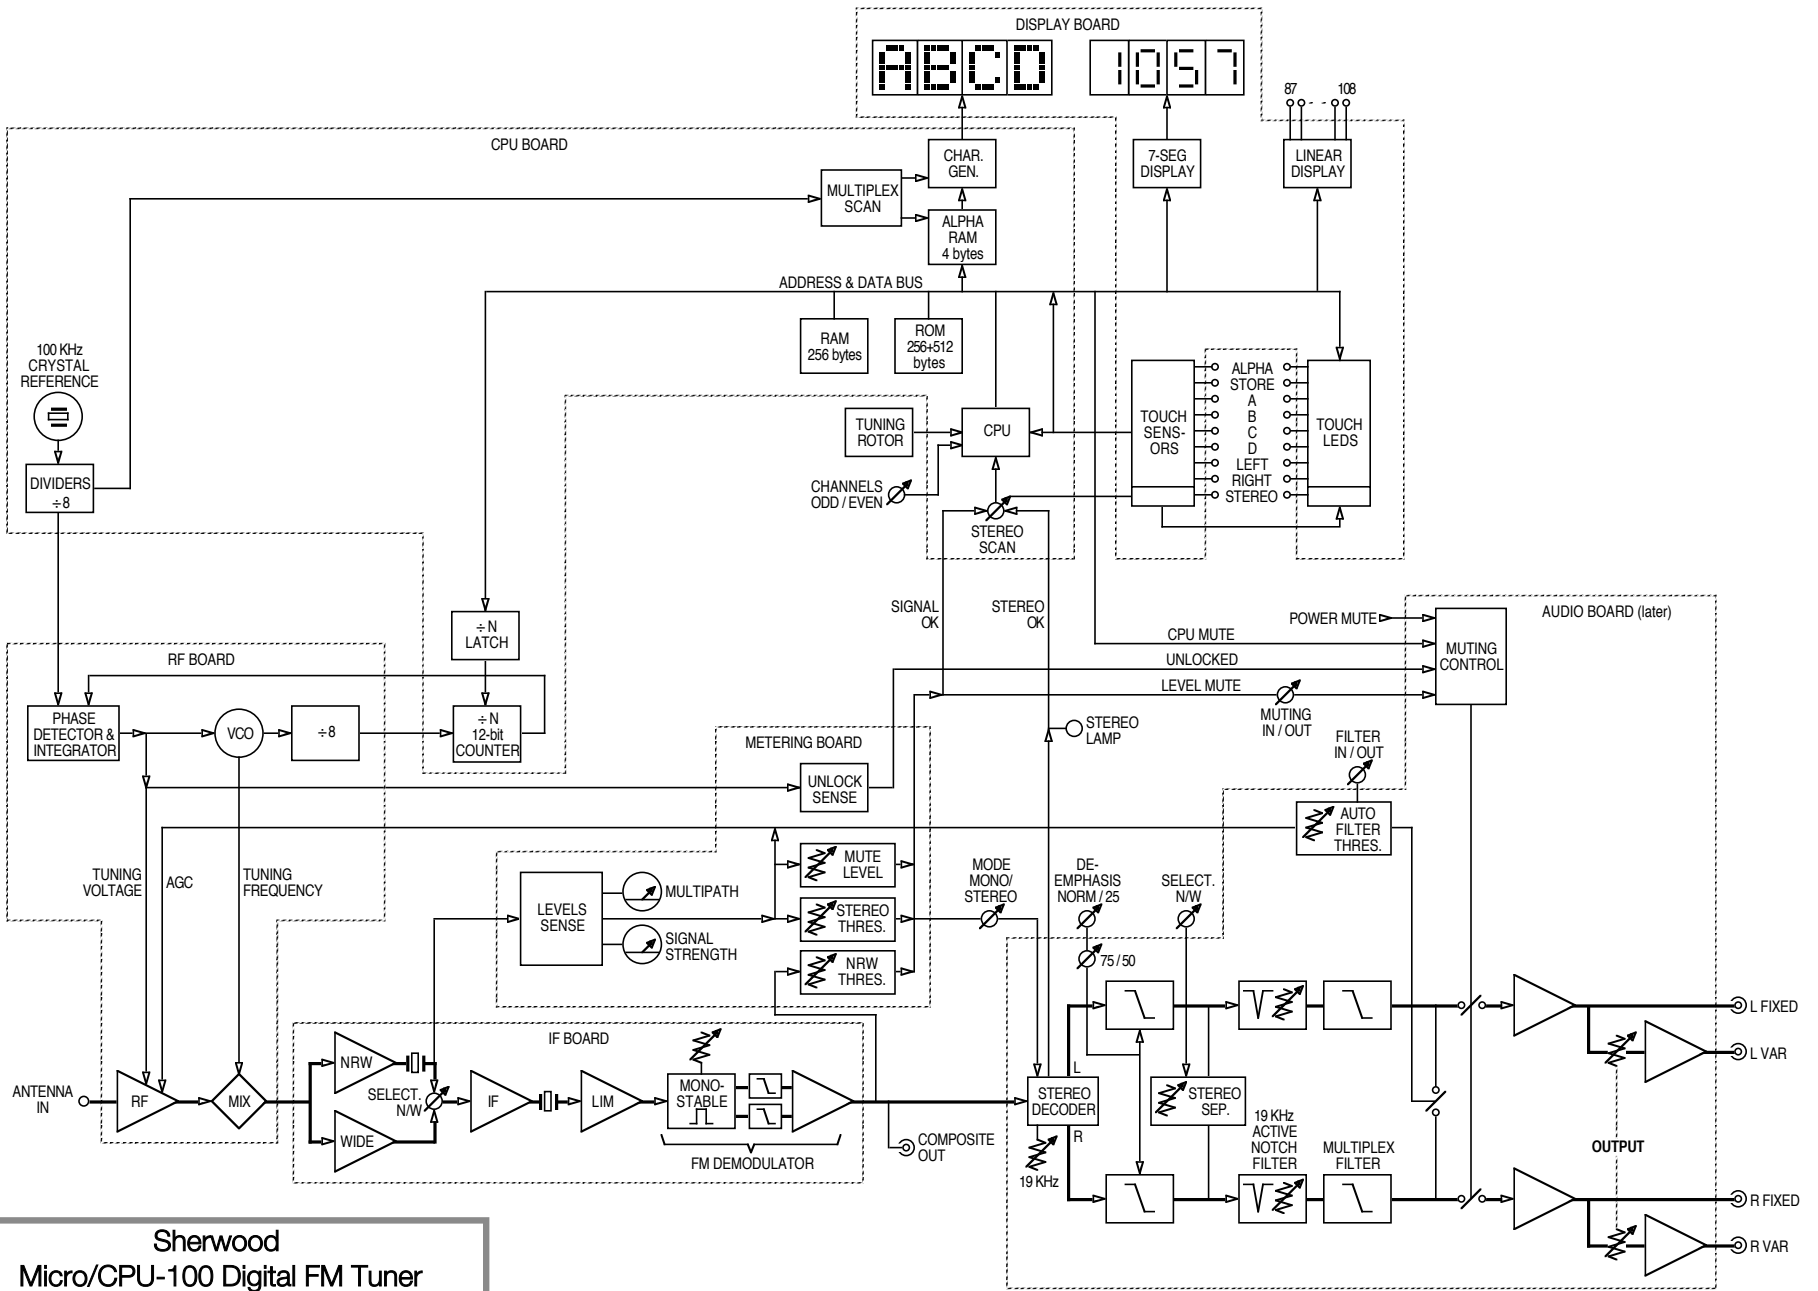 DISPLAY BOARD
ABCD
1057
87
108
CPU BOARD
CHAR.
GEN.
7-SEG
DISPLAY
LINEAR
DISPLAY
MULTIPLEX
SCAN
ALPHA
RAM
4 bytes
ADDRESS & DATA BUS
RAM
256 bytes
ROM
256+512
bytes
100 KHz
CRYSTAL
REFERENCE
DIVIDERS
÷8
TUNING
ROTOR
CPU
CHANNELS
ODD / EVEN
STEREO
SCAN
TOUCH
SENS-
ORS
ALPHA
STORE
A
B
C
D
LEFT
RIGHT
STEREO
TOUCH
LEDS
SIGNAL
OK
STEREO
OK
÷N
LATCH
POWER MUTE
CPU MUTE
UNLOCKED
LEVEL MUTE
MUTING
CONTROL
AUDIO BOARD (later)
RF BOARD
PHASE
DETECTOR &
INTEGRATOR
VCO
÷8
÷N
12-bit
COUNTER
METERING BOARD
UNLOCK
SENSE
STEREO
LAMP
MUTING
IN / OUT
FILTER
IN / OUT
AUTO
FILTER
THRES.
TUNING
VOLTAGE
AGC
TUNING
FREQUENCY
LEVELS
SENSE
MULTIPATH
SIGNAL
STRENGTH
MUTE
LEVEL
STEREO
THRES.
NRW
THRES.
MODE
MONO/
STEREO
DE-
EMPHASIS
NORM / 25
SELECT.
N/W
75 / 50
ANTENNA
IN
RF
MIX
IF BOARD
NRW
WIDE
SELECT.
N/W
IF
LIM
MONO-
STABLE
FM DEMODULATOR
COMPOSITE
OUT
L
STEREO
DECODER
R
19 KHz
STEREO
SEP.
19 KHz
ACTIVE
NOTCH
FILTER
MULTIPLEX
FILTER
OUTPUT
L FIXED
L VAR
R FIXED
R VAR
Sherwood
Micro/CPU-100 Digital FM Tuner